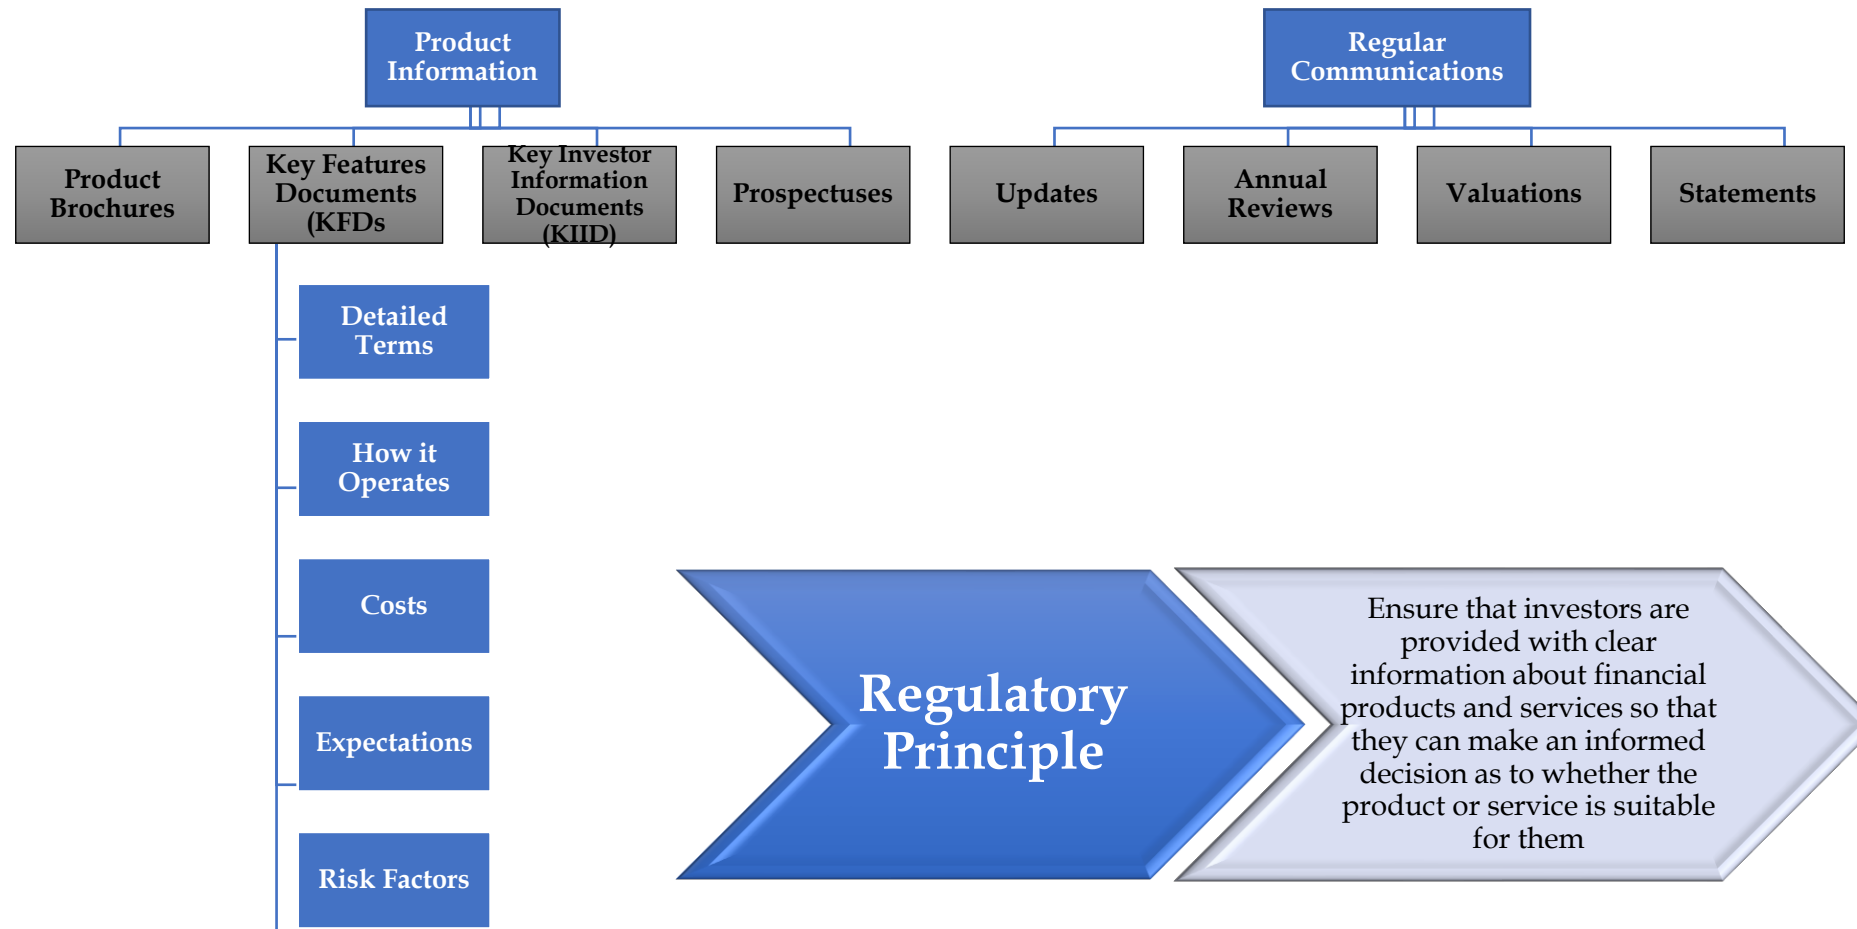 Product
Information
Regular
Communications
Product
Brochures
Key Features
Documents
(KFDs
Key Investor
Information
Documents
(KIID)
Prospectuses
Updates
Annual
Reviews
Valuations
Statements
Detailed
Terms
How it
Operates
Costs
Expectations
Risk Factors
Regulatory
Principle
Ensure that investors are
provided with clear
information about financial
products and services so that
they can make an informed
decision as to whether the
product or service is suitable
for them